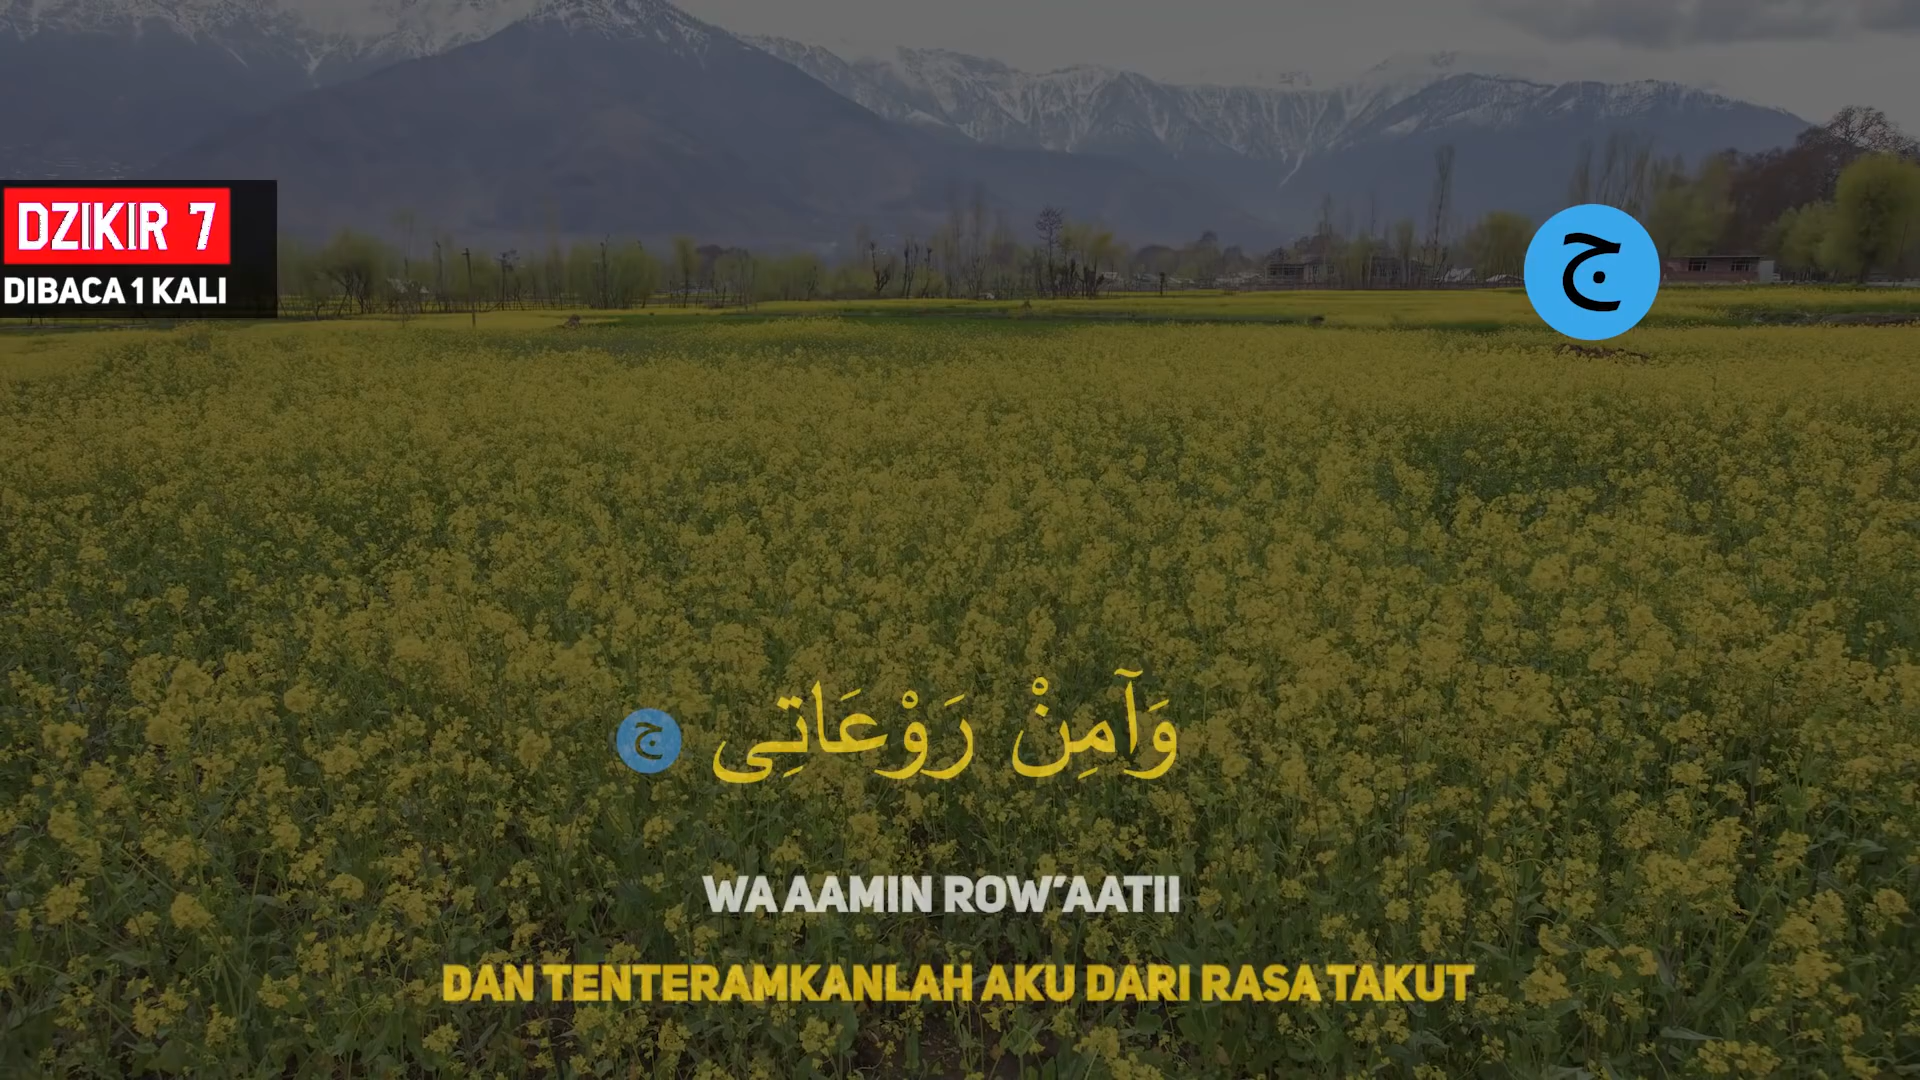 DZIKIR 7
DIBACA 1 KALI
ج
وَآمِنْ رَوْعَاتِى ج
WA AAMIN ROW'AATII
DAN TENTERAMKANLAH AKU DARI RASA TAKUT